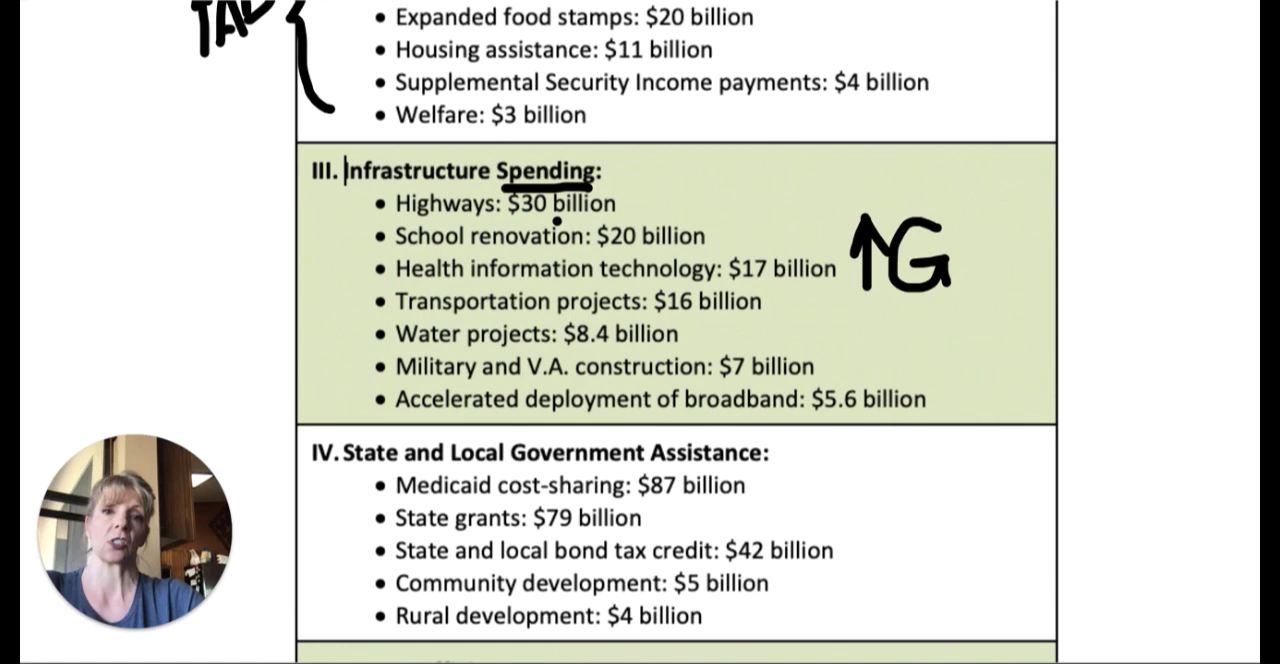 • Expanded food stamps: $20 billion
• Housing assistance: $11 billion
• Supplemental Security Income payments: $4 billion
• Welfare: $3 billion
III. Infrastructure Spending:
• Highways: $30 billion
• School renovation: $20 billion
• Health information technology: $17 billion
• Transportation projects: $16 billion
• Water projects: $8.4 billion
• Military and V.A. construction: $7 billion
• Accelerated deployment of broadband: $5.6 billion
↑G
IV. State and Local Government Assistance:
• Medicaid cost-sharing: $87 billion
• State grants: $79 billion
• State and local bond tax credit: $42 billion
• Community development: $5 billion
• Rural development: $4 billion